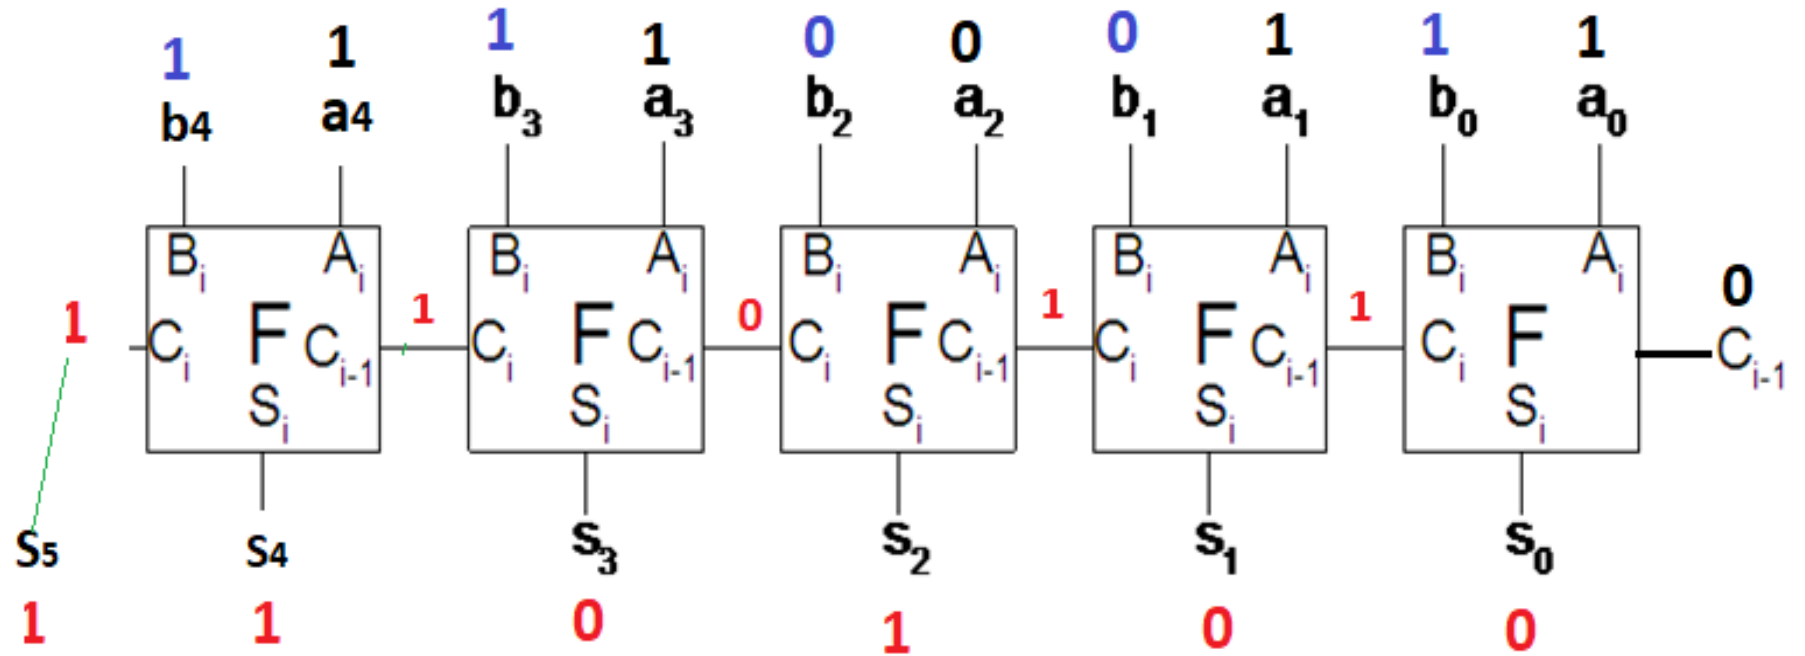 1 1 1 1 0 0 0 1 1 1
b4 a4 b3 a3 b2 a2 b1 a1 b0 a0
Bi Ai Bi Ai Bi Ai Bi Ai Bi Ai 0
1 1 0 1 1
Ci F Ci-1 Ci F Ci-1 Ci F Ci-1 Ci F Ci-1 Ci F Ci-1
Si Si Si Si Si
S5 S4 s3 s2 s1 s0
1 1 0 1 0 0